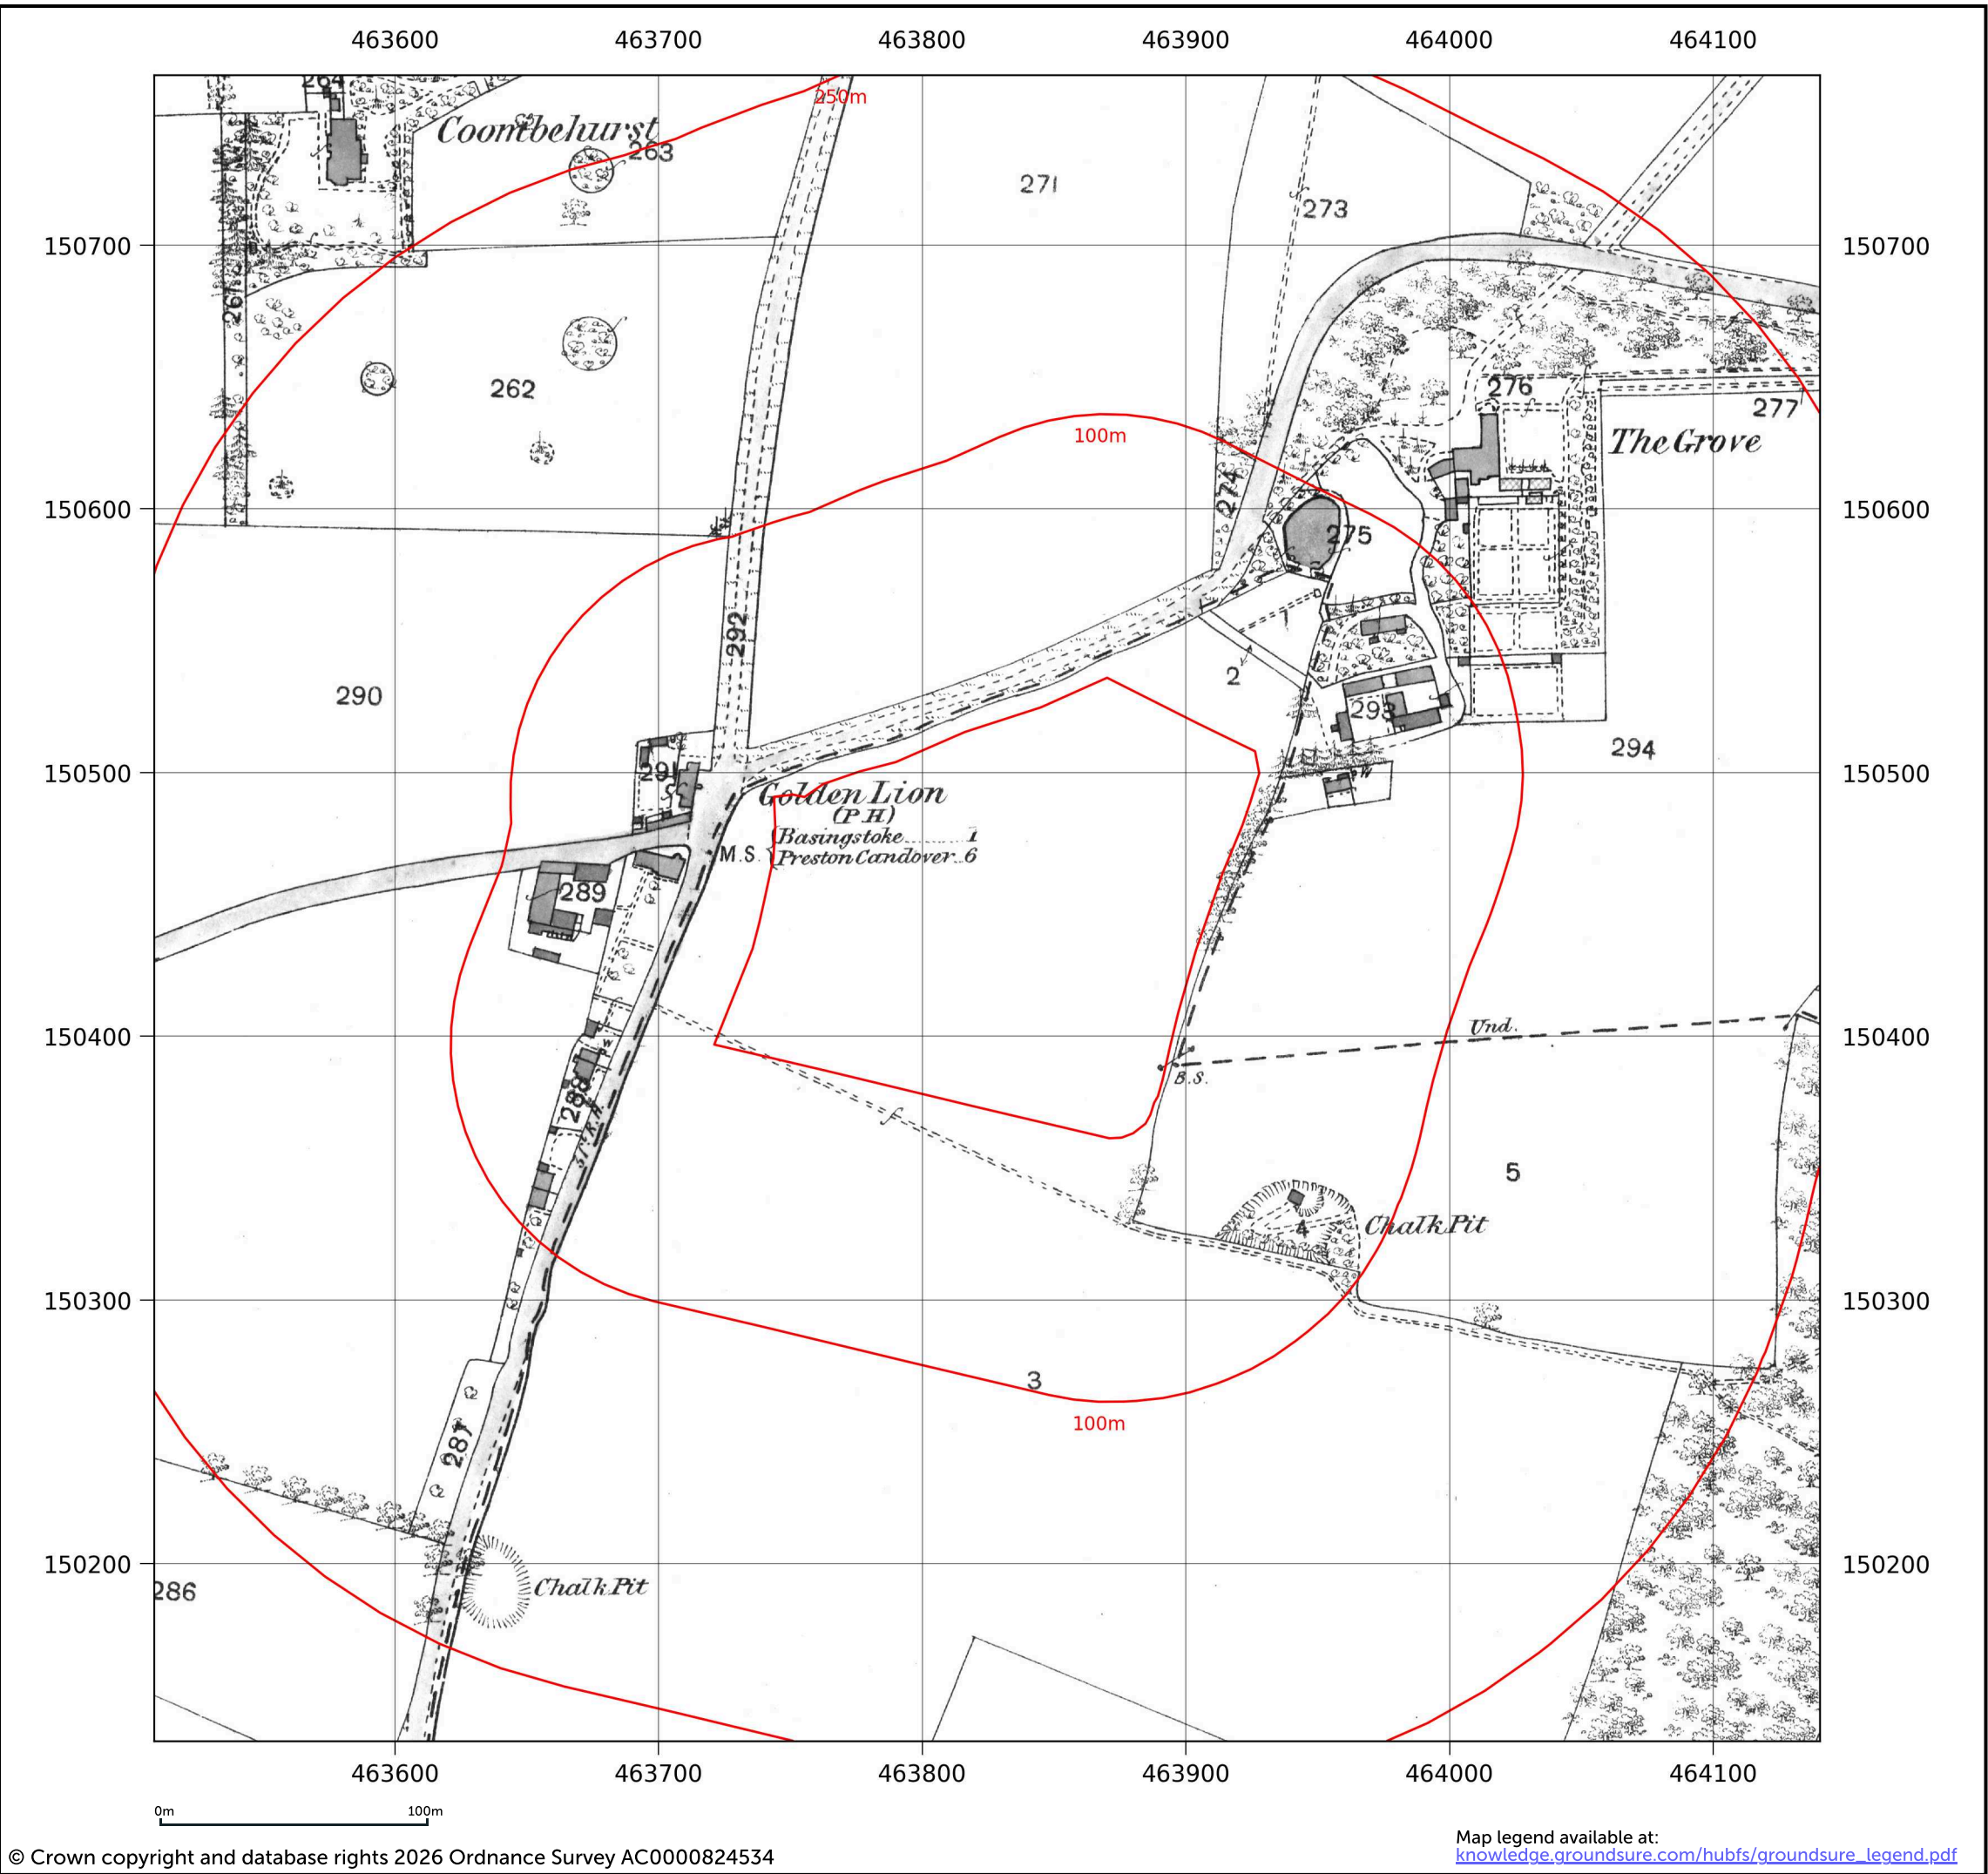 463600 463700 463800 463900 464000 464100
250m
264
Coombehurst
263
271
273
150700 150700
261
262
276
277
100m
The Grove
274
150600 150600
275
292
290
2
293
294
291
150500 150500
Golden Lion
(P.H)
M.S. {Basingstoke........1
{Preston Candover..6
289
150400 150400
Und.
B.S.
W
W
288
5
4
Chalk Pit
150300 150300
3
100m
287
150200 150200
286
Chalk Pit
463600 463700 463800 463900 464000 464100
0m 100m
© Crown copyright and database rights 2026 Ordnance Survey AC0000824534
Map legend available at:
knowledge.groundsure.com/hubfs/groundsure_legend.pdf